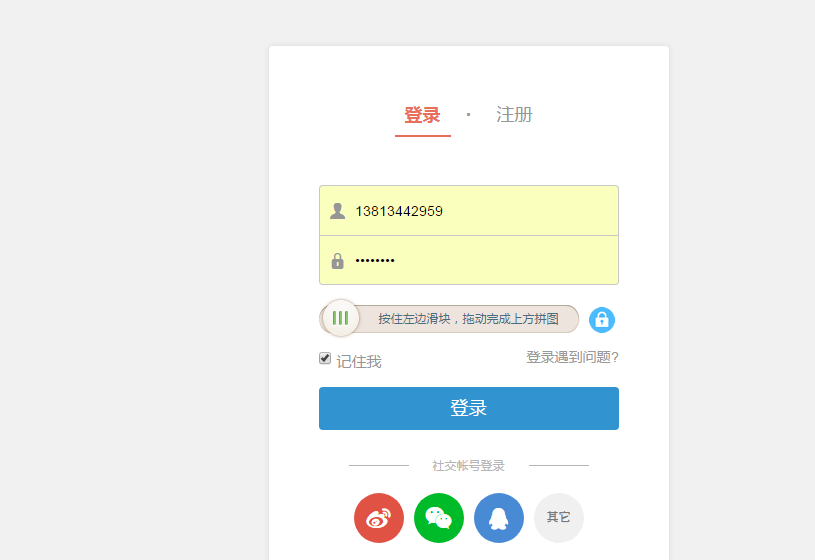 登录 · 注册
13813442959
••••••••
按住左边滑块，拖动完成上方拼图
记住我 登录遇到问题?
登录
社交帐号登录
其它